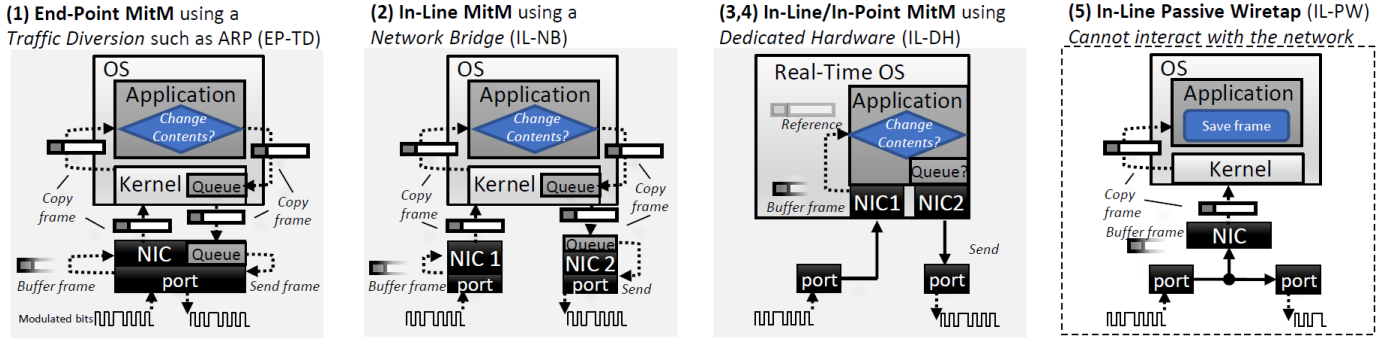 (1) End-Point MitM using a
Traffic Diversion such as ARP (EP-TD)
OS
Application
Change
Contents?
Kernel
Queue
Copy
frame
Copy
frame
NIC
Queue
port
Buffer frame
Send frame
Modulated bits
(2) In-Line MitM using a
Network Bridge (IL-NB)
OS
Application
Change
Contents?
Kernel
Queue
Copy
frame
Copy
frame
NIC 1
port
Queue
NIC 2
port
Buffer frame
Send
(3,4) In-Line/In-Point MitM using
Dedicated Hardware (IL-DH)
Real-Time OS
Application
Reference
Change
Contents?
Queue?
Buffer frame
NIC1
NIC2
Send
port
port
(5) In-Line Passive Wiretap (IL-PW)
Cannot interact with the network
OS
Application
Save frame
Kernel
Copy
frame
Buffer frame
NIC
port
port